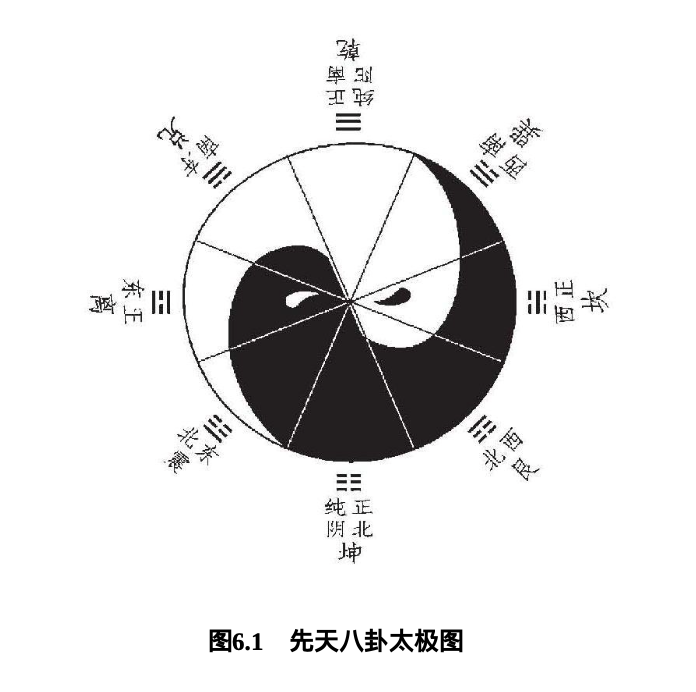 乾
正南
纯阳
兑
东南
巽
西南
离
正东
坎
正西
震
东北
艮
西北
纯阴
正北
坤
图6.1 先天八卦太极图